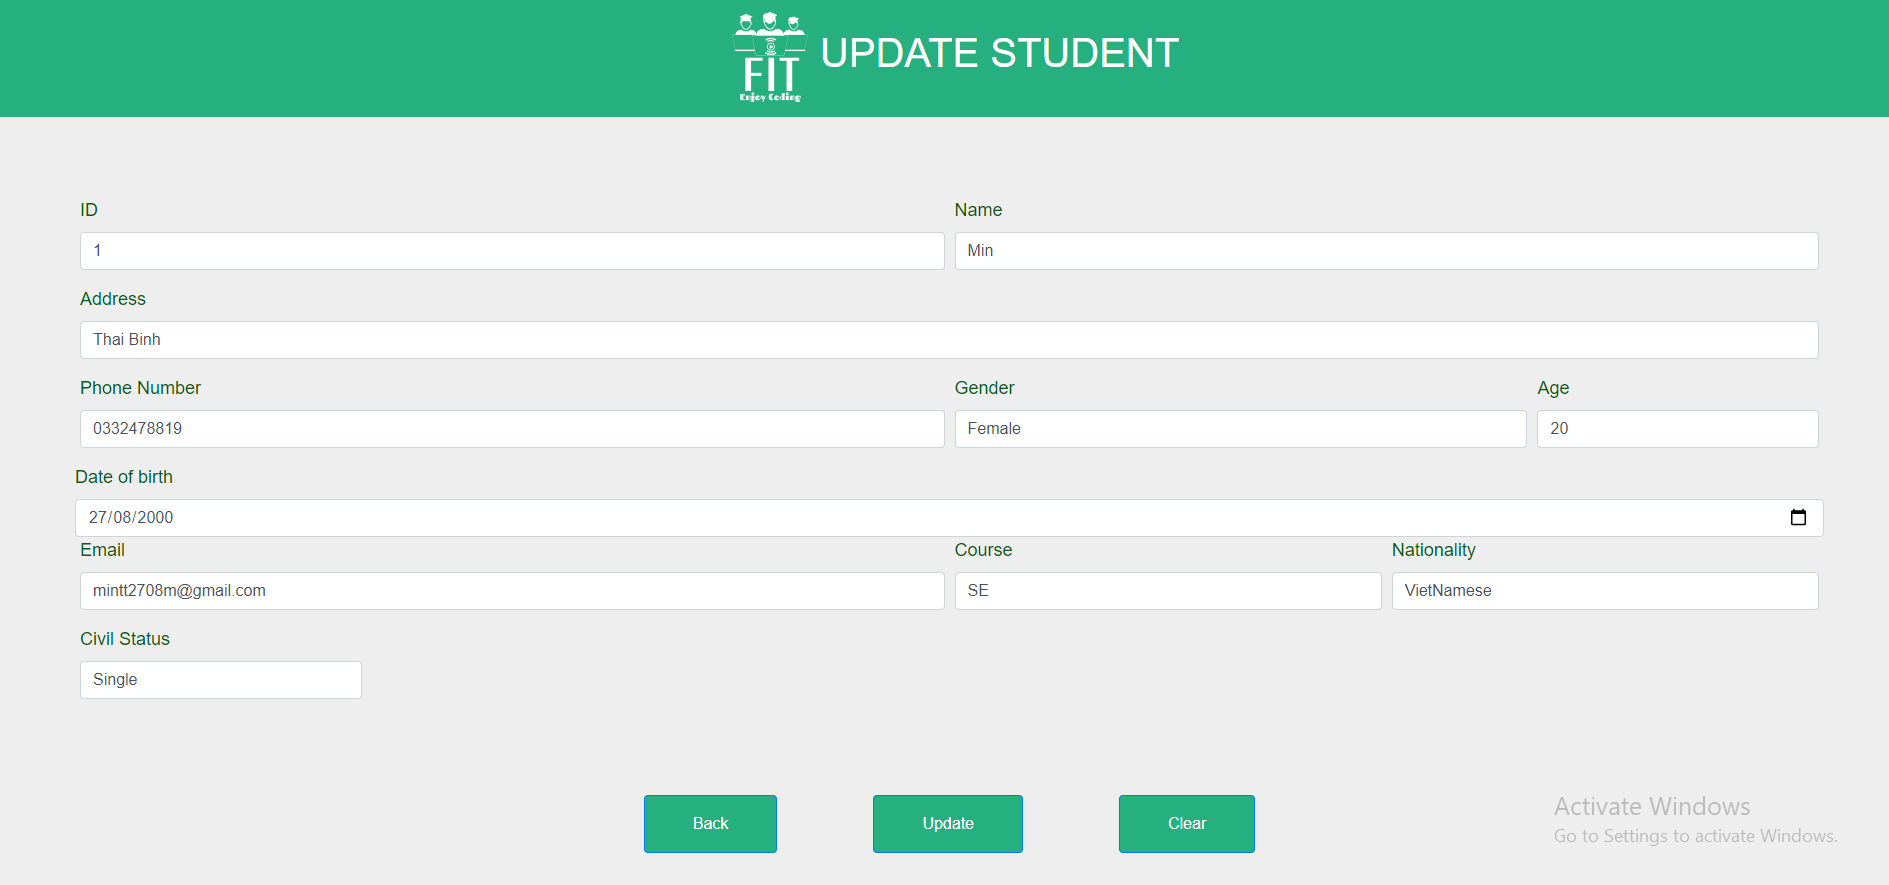 FIT
Enjoy Coding
UPDATE STUDENT
ID Name
1 Min
Address
Thai Binh
Phone Number Gender Age
0332478819 Female 20
Date of birth
27/08/2000
Email Course Nationality
mintt2708m@gmail.com SE VietNamese
Civil Status
Single
Back Update Clear
Activate Windows
Go to Settings to activate Windows.